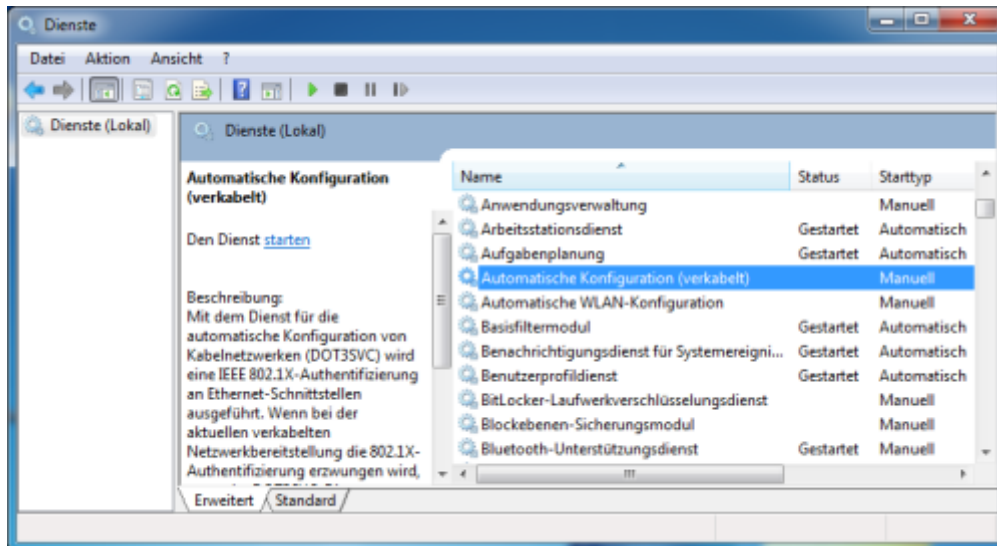 Dienste
Datei Aktion Ansicht ?
Dienste (Lokal)
Dienste (Lokal)
Automatische Konfiguration
(verkabelt)
Den Dienst starten
Beschreibung:
Mit dem Dienst für die
automatische Konfiguration von
Kabelnetzwerken (DOT3SVC) wird
eine IEEE 802.1X-Authentifizierung
an Ethernet-Schnittstellen
ausgeführt. Wenn bei der
aktuellen verkabelten
Netzwerkbereitstellung die 802.1X-
Authentifizierung erzwungen wird,
Name Status Starttyp
Anwendungsverwaltung Manuell
Arbeitsstationsdienst Gestartet Automatisch
Aufgabenplanung Gestartet Automatisch
Automatische Konfiguration (verkabelt) Manuell
Automatische WLAN-Konfiguration Manuell
Basisfiltermodul Gestartet Automatisch
Benachrichtigungsdienst für Systemereigni... Gestartet Automatisch
Benutzerprofildienst Gestartet Automatisch
BitLocker-Laufwerkverschlüsselungsdienst Manuell
Blockebenen-Sicherungsmodul Manuell
Bluetooth-Unterstützungsdienst Gestartet Manuell
Erweitert Standard